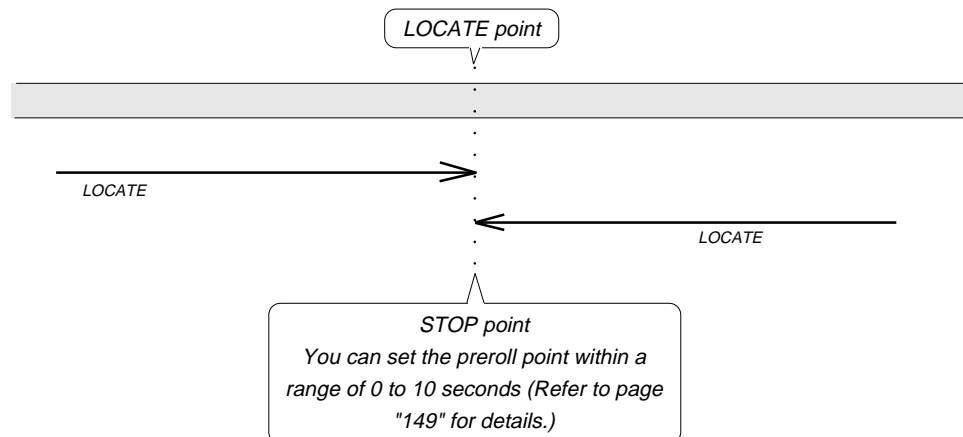 LOCATE point
LOCATE
LOCATE
STOP point
You can set the preroll point within a
range of 0 to 10 seconds (Refer to page
"149" for details.)